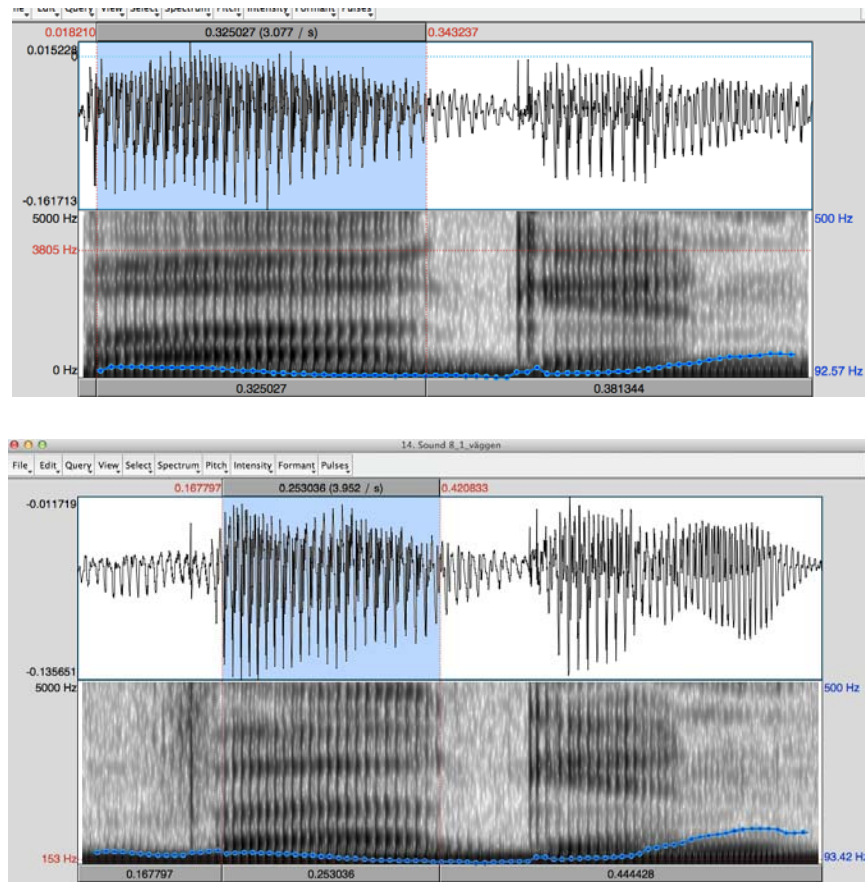 File Edit Query View Select Spectrum Pitch Intensity Formant Pulses
0.018210 0.325027 (3.077 / s) 0.343237
0.015228
0
-0.161713
5000 Hz 500 Hz
3805 Hz
0 Hz 92.57 Hz
0.325027 0.381344
14. Sound 8_1_väggen
File Edit Query View Select Spectrum Pitch Intensity Formant Pulses
0.167797 0.253036 (3.952 / s) 0.420833
-0.011719
-0.135651
5000 Hz 500 Hz
153 Hz 93.42 Hz
0.167797 0.253036 0.444428